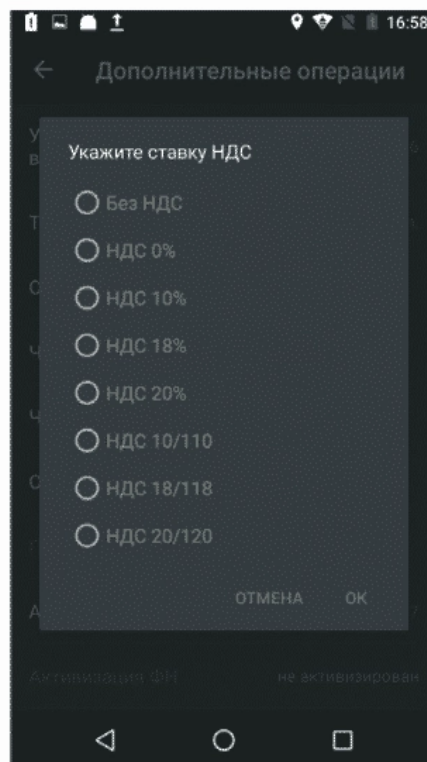 16:58
Дополнительные операции
Укажите ставку НДС
Без НДС
НДС 0%
НДС 10%
НДС 18%
НДС 20%
НДС 10/110
НДС 18/118
НДС 20/120
ОТМЕНА ОК
Активизация ФН не активизирован